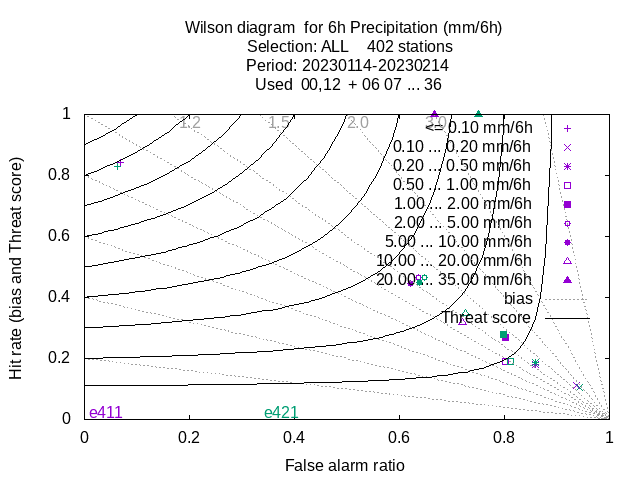 Wilson diagram  for 6h Precipitation (mm/6h)
Selection: ALL    402 stations
Period: 20230114-20230214
Used  00,12  + 06 07 ... 36
1
0.8
0.6
0.4
0.2
0
Hit rate (bias and Threat score)
1.2
1.5
2.0
3.0
<= 0.10 mm/6h
0.10 ... 0.20 mm/6h
0.20 ... 0.50 mm/6h
0.50 ... 1.00 mm/6h
1.00 ... 2.00 mm/6h
2.00 ... 5.00 mm/6h
5.00 ... 10.00 mm/6h
10.00 ... 20.00 mm/6h
20.00 ... 35.00 mm/6h
bias
Threat score
e411
e421
0
0.2
0.4
0.6
0.8
1
False alarm ratio